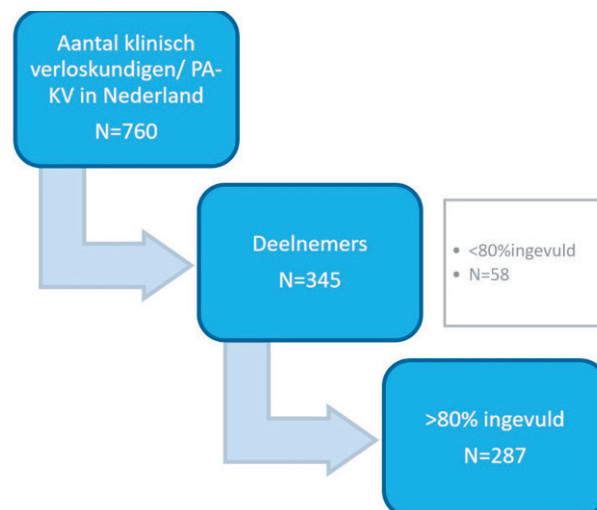 Aantal klinisch
verloskundigen/ PA-
KV in Nederland
N=760
Deelnemers
N=345
• <80%ingevuld
• N=58
>80% ingevuld
N=287